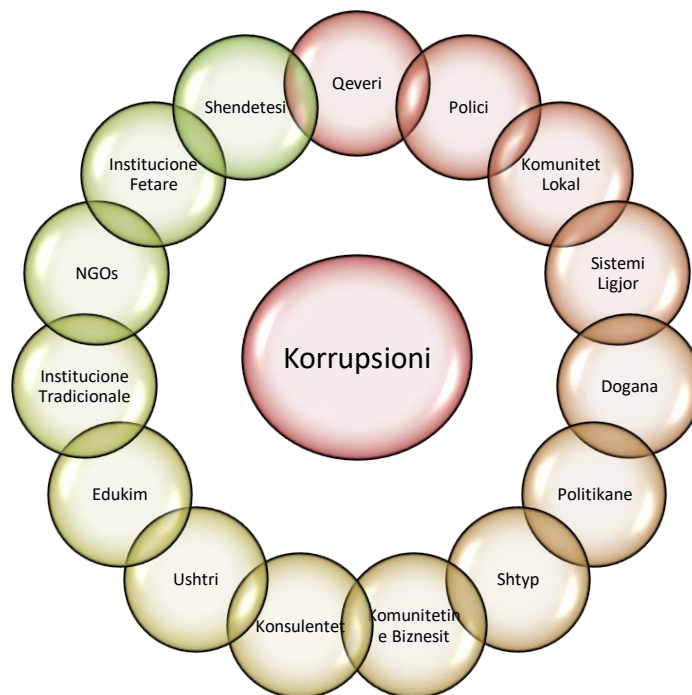 Qeveri
Polici
Komunitet
Lokal
Sistemi
Ligjor
Dogana
Politikane
Shtyp
Komunitetin
e Biznesit
Konsulentet
Ushtri
Edukim
Institucione
Tradicionale
NGOs
Institucione
Fetare
Shendetesi
Korrupsioni